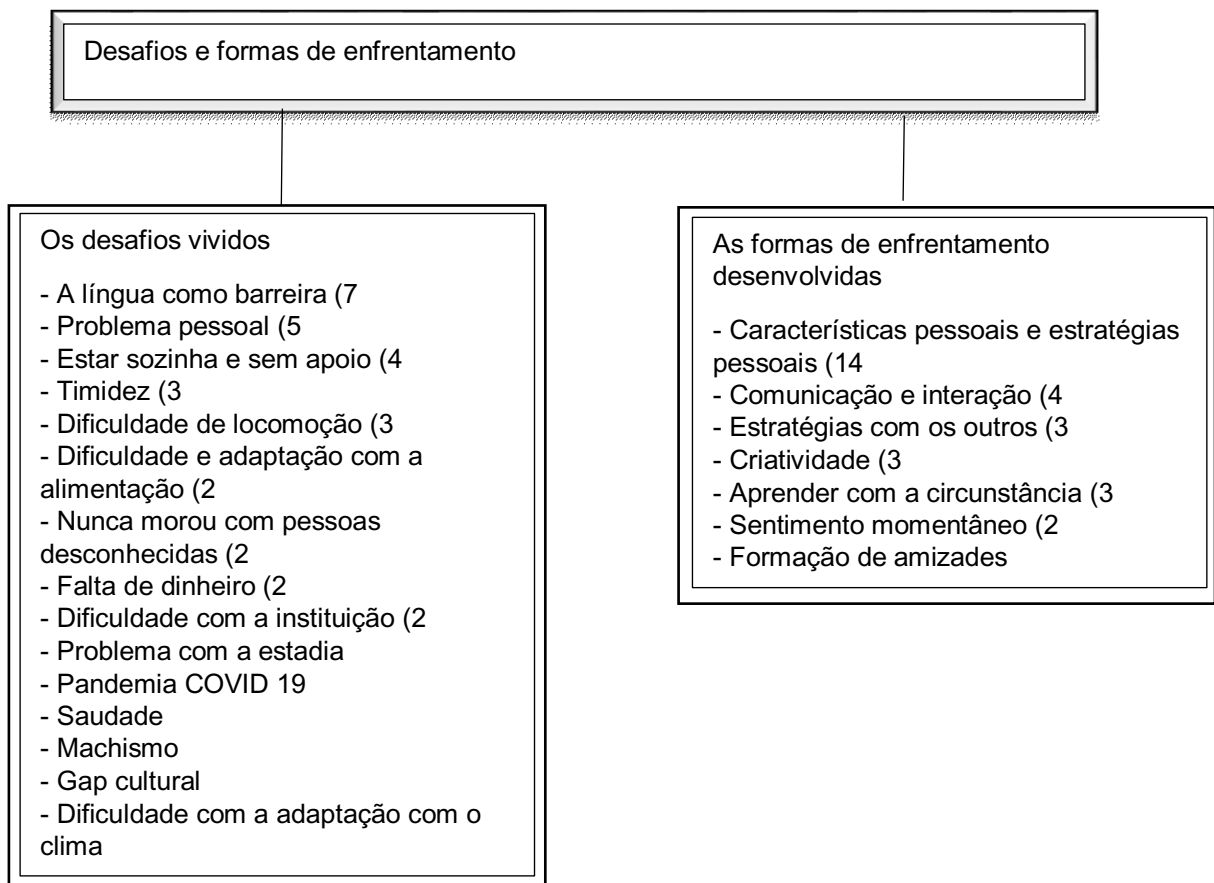 Desafios e formas de enfrentamento
Os desafios vividos
- A língua como barreira (7
- Problema pessoal (5
- Estar sozinha e sem apoio (4
- Timidez (3
- Dificuldade de locomoção (3
- Dificuldade e adaptação com a
alimentação (2
- Nunca morou com pessoas
desconhecidas (2
- Falta de dinheiro (2
- Dificuldade com a instituição (2
- Problema com a estadia
- Pandemia COVID 19
- Saudade
- Machismo
- Gap cultural
- Dificuldade com a adaptação com o
clima
As formas de enfrentamento
desenvolvidas
- Características pessoais e estratégias
pessoais (14
- Comunicação e interação (4
- Estratégias com os outros (3
- Criatividade (3
- Aprender com a circunstância (3
- Sentimento momentâneo (2
- Formação de amizades